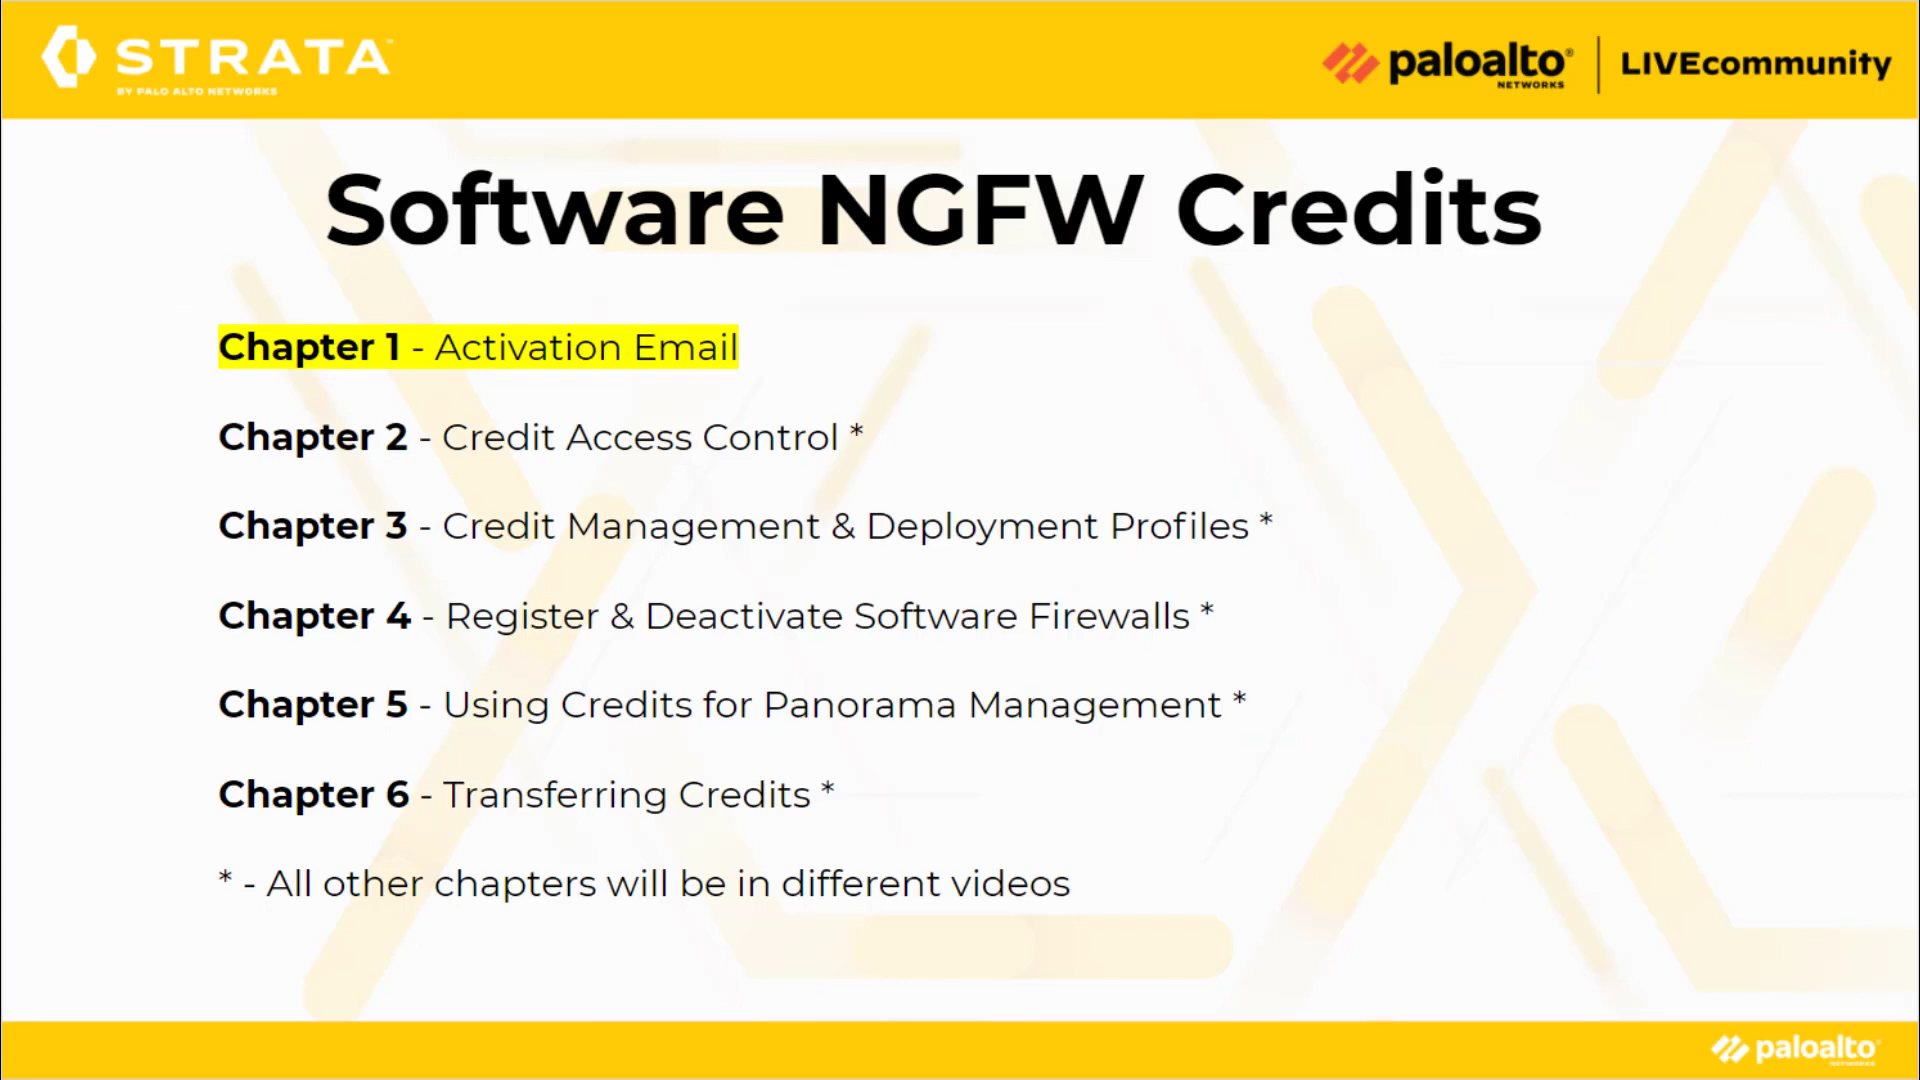 STRATA™
BY PALO ALTO NETWORKS
paloalto®
NETWORKS
LIVEcommunity
Software NGFW Credits
Chapter 1 - Activation Email
Chapter 2 - Credit Access Control *
Chapter 3 - Credit Management & Deployment Profiles *
Chapter 4 - Register & Deactivate Software Firewalls *
Chapter 5 - Using Credits for Panorama Management *
Chapter 6 - Transferring Credits *
* - All other chapters will be in different videos
paloalto®
NETWORKS